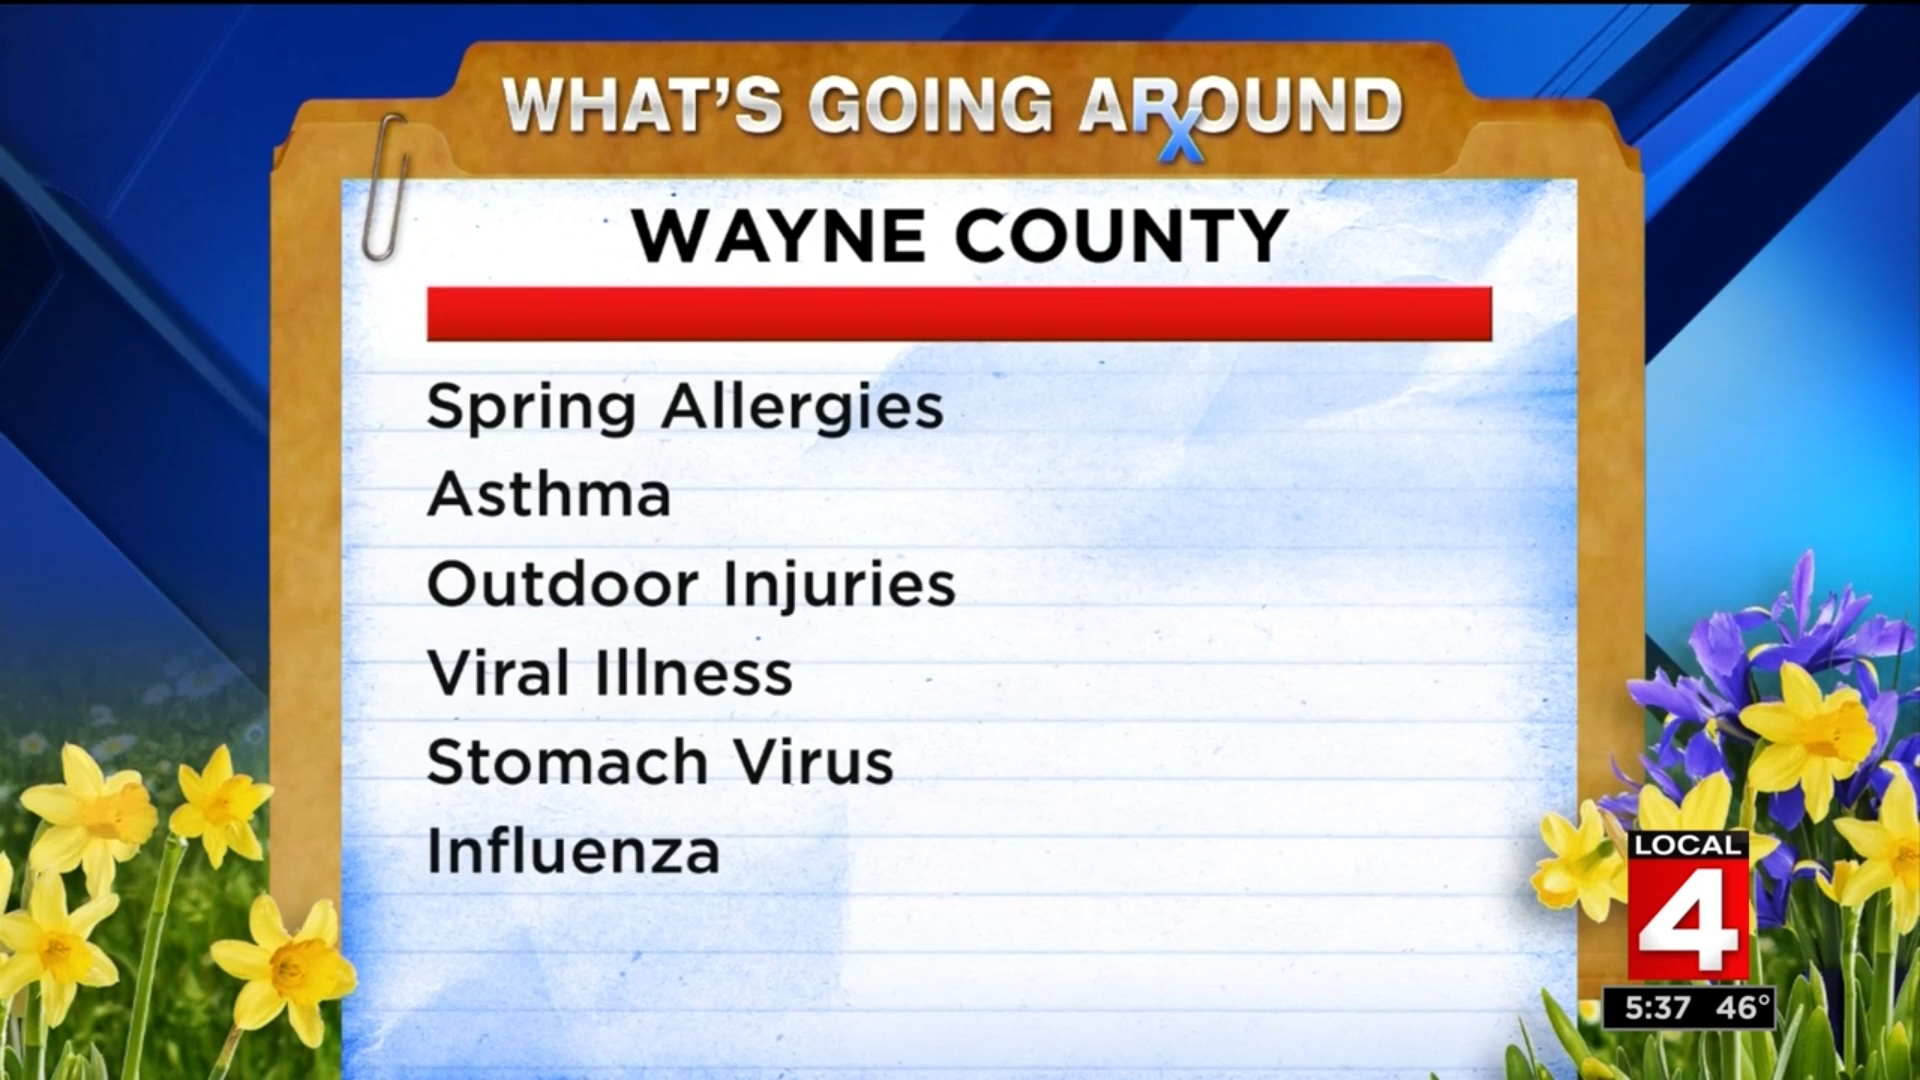 WHAT'S GOING AROUND
WAYNE COUNTY
Spring Allergies
Asthma
Outdoor Injuries
Viral Illness
Stomach Virus
Influenza
LOCAL
4
5:37 46°